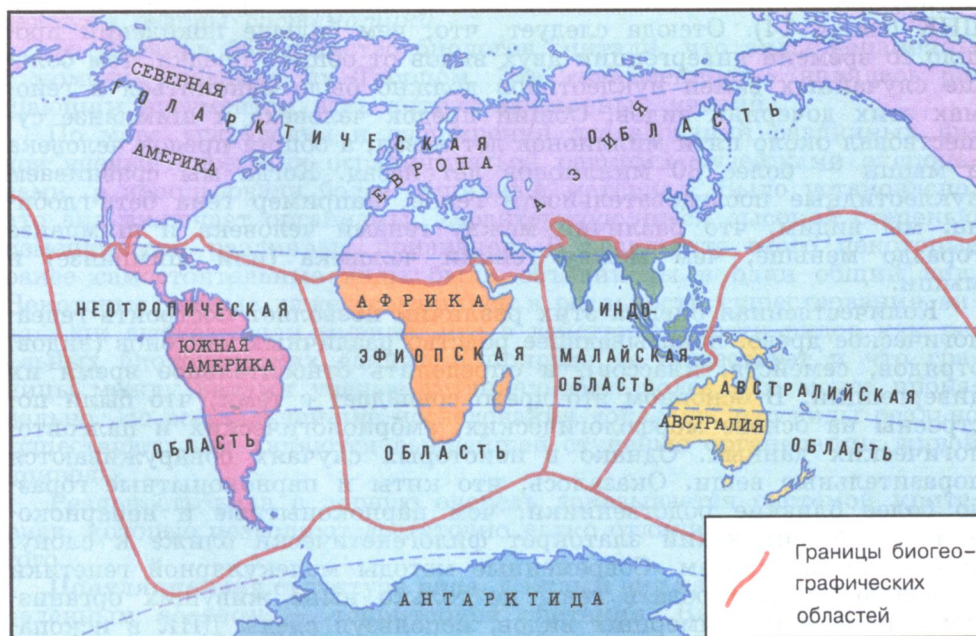 СЕВЕРНАЯ
ГОЛАРКТИЧЕСКАЯ ОБЛАСТЬ
АМЕРИКА
ЕВРОПА
АЗИЯ
НЕОТРОПИЧЕСКАЯ
ЮЖНАЯ
АМЕРИКА
ОБЛАСТЬ
АФРИКА
ЭФИОПСКАЯ
ОБЛАСТЬ
ИНДО-
МАЛАЙСКАЯ
ОБЛАСТЬ
АВСТРАЛИЙСКАЯ
АВСТРАЛИЯ
ОБЛАСТЬ
АНТАРКТИДА
Границы биогео-
графических
областей